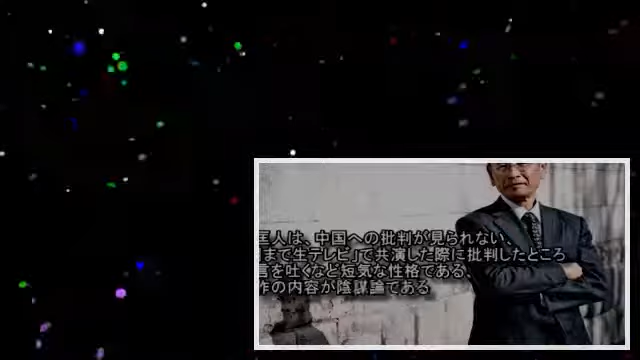 人は、中国への批判が見られない、
まで生テレビ」で共演した際に批判したところ
言を吐くなど短気な性格である、
作の内容が陰謀論である